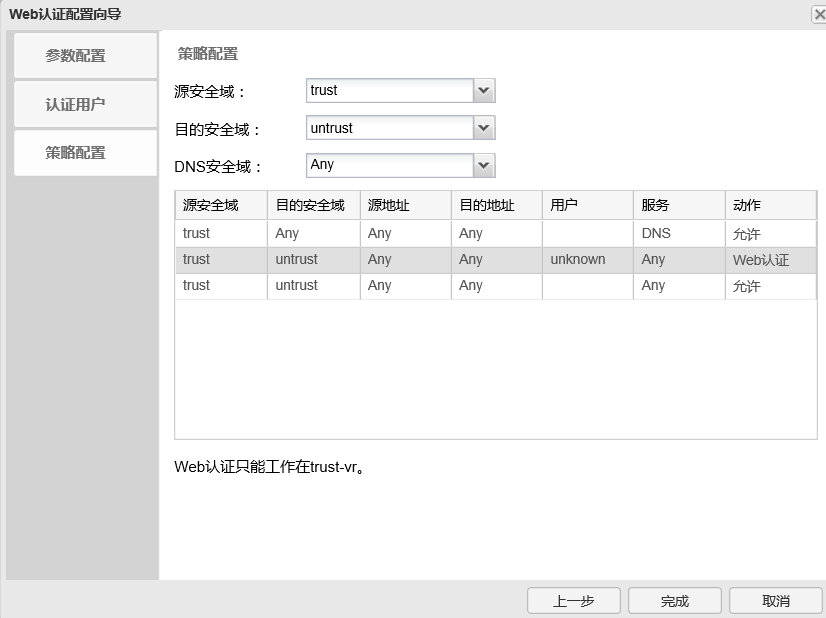 Web认证配置向导
参数配置
认证用户
策略配置
策略配置
源安全域： trust
目的安全域： untrust
DNS安全域： Any
源安全域 目的安全域 源地址 目的地址 用户 服务 动作
trust Any Any Any DNS 允许
trust untrust Any Any unknown Any Web认证
trust untrust Any Any Any 允许
Web认证只能工作在trust-vr。
上一步 完成 取消